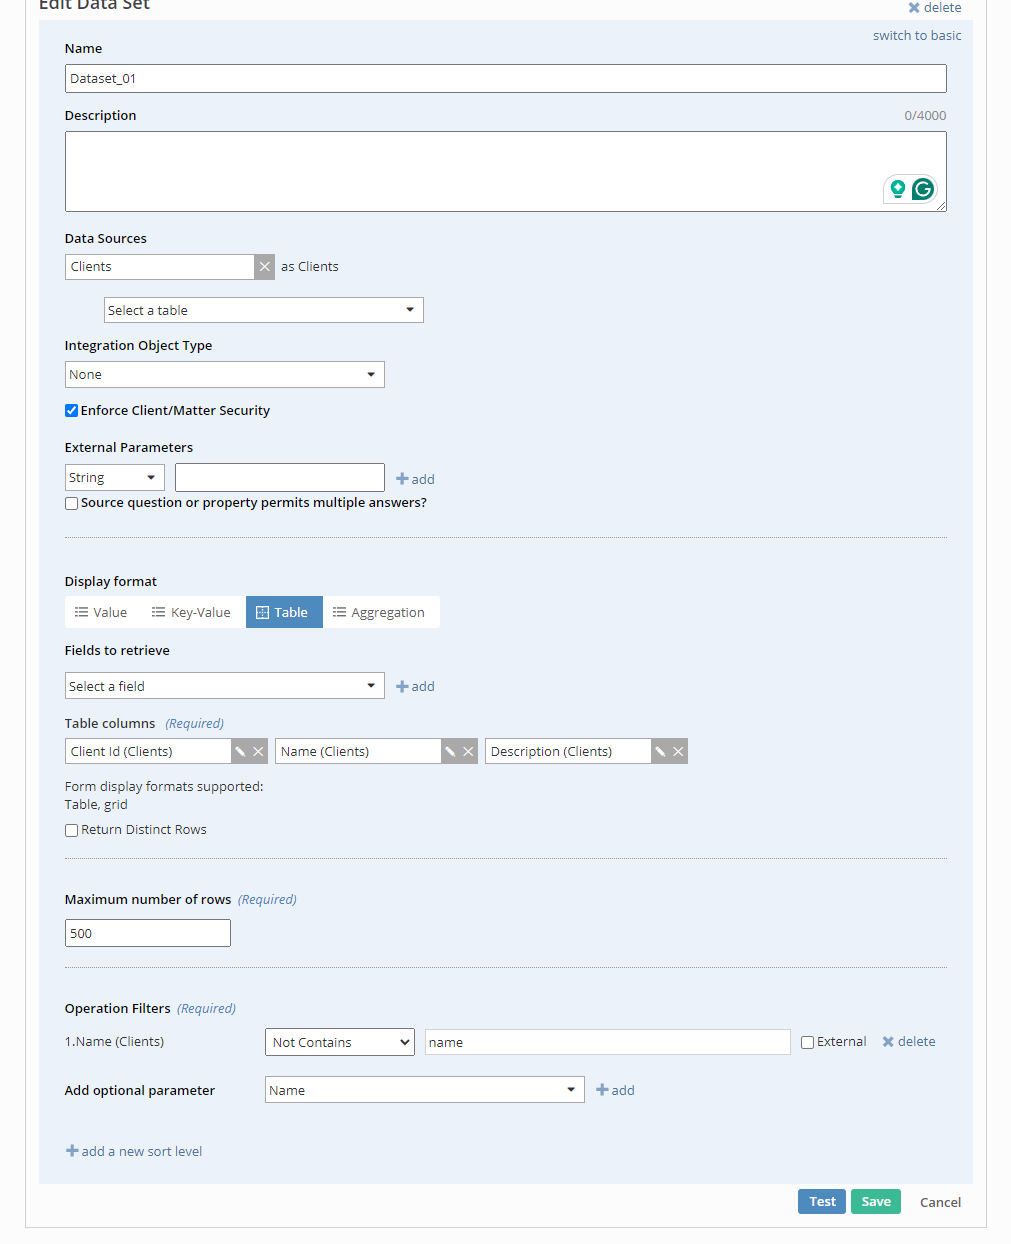 Edit Data Set
delete
switch to basic
Name
Dataset_01
Description 0/4000
Data Sources
Clients as Clients
Select a table
Integration Object Type
None
Enforce Client/Matter Security
External Parameters
String add
Source question or property permits multiple answers?
Display format
Value Key-Value Table Aggregation
Fields to retrieve
Select a field add
Table columns (Required)
Client Id (Clients) Name (Clients) Description (Clients)
Form display formats supported:
Table, grid
Return Distinct Rows
Maximum number of rows (Required)
500
Operation Filters (Required)
1.Name (Clients) Not Contains name External delete
Add optional parameter Name add
add a new sort level
Test Save Cancel